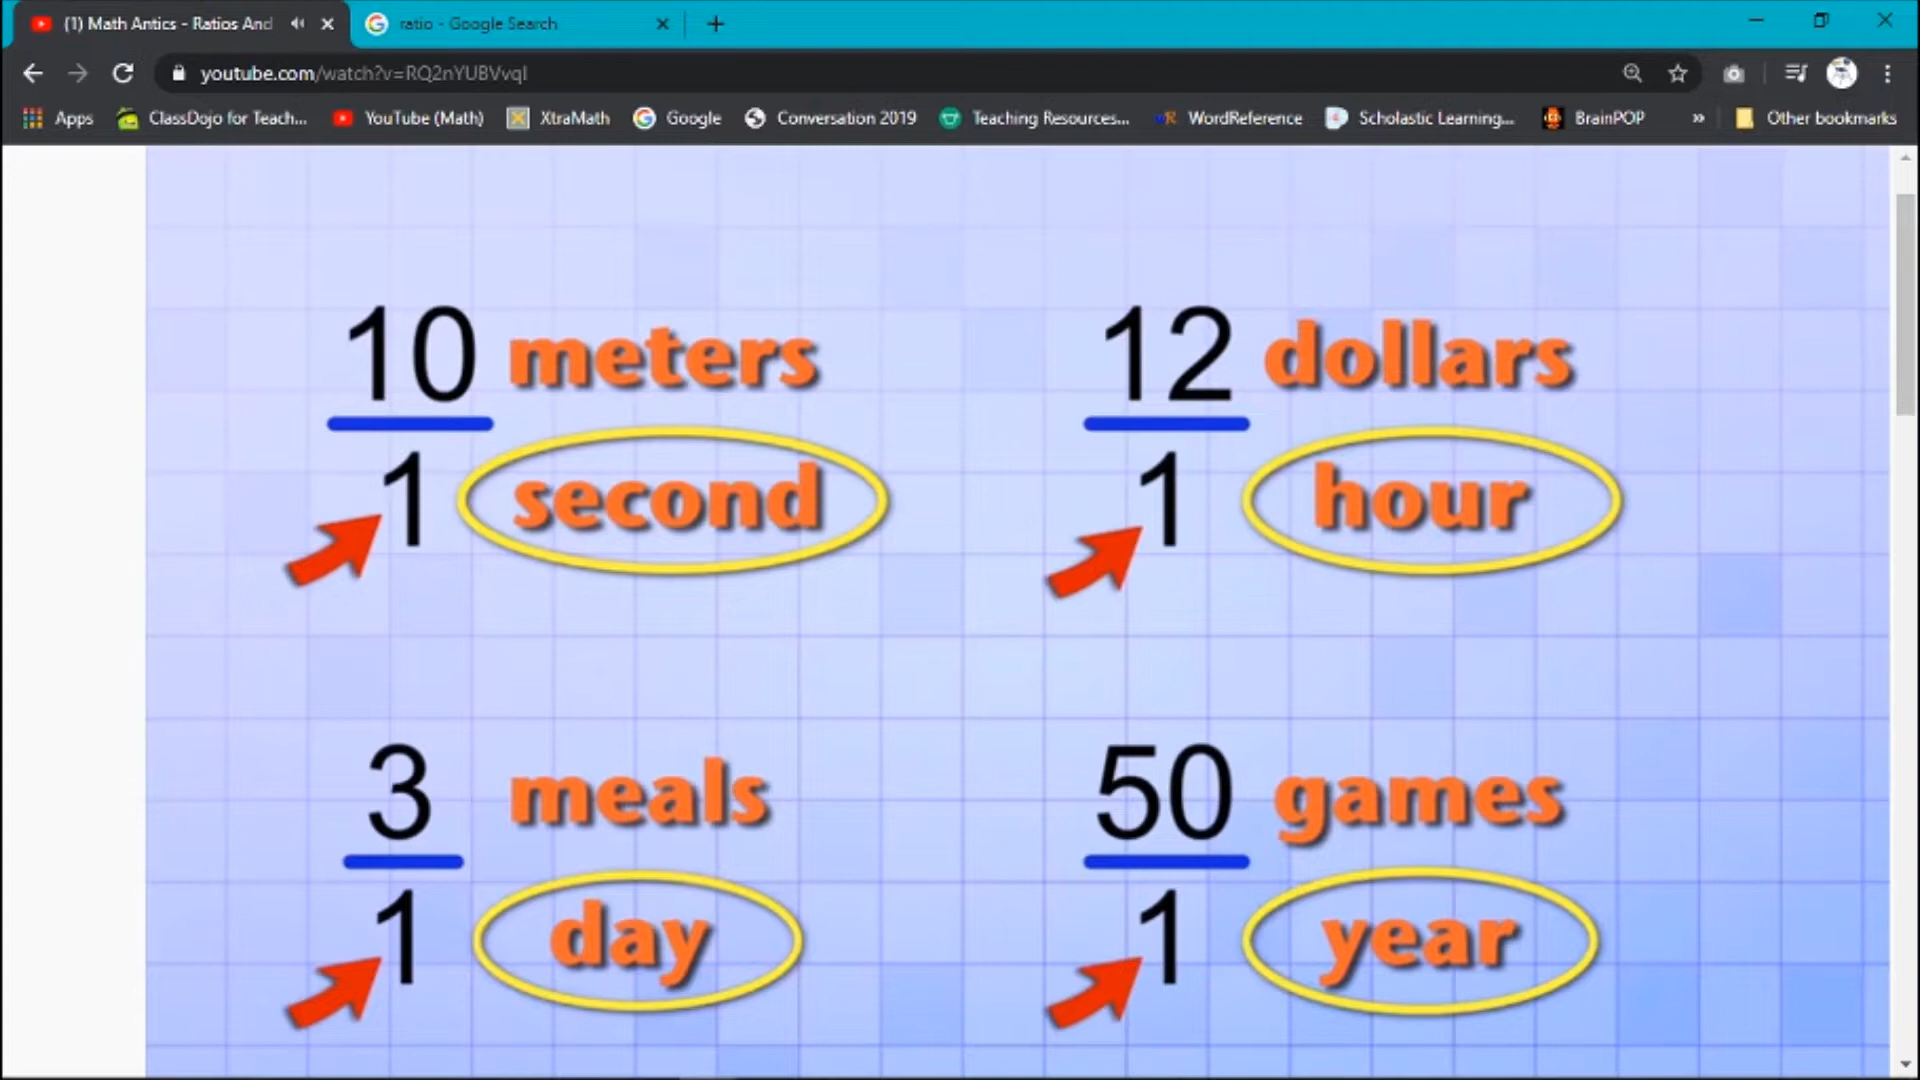 (1) Math Antics - Ratios And
ratio - Google Search
youtube.com/watch?v=RQ2nYUBVvqI
Apps
ClassDojo for Teach...
YouTube (Math)
XtraMath
Google
Conversation 2019
Teaching Resources...
WordReference
Scholastic Learning...
BrainPOP
»
Other bookmarks
10 meters
1 second
12 dollars
1 hour
3 meals
1 day
50 games
1 year